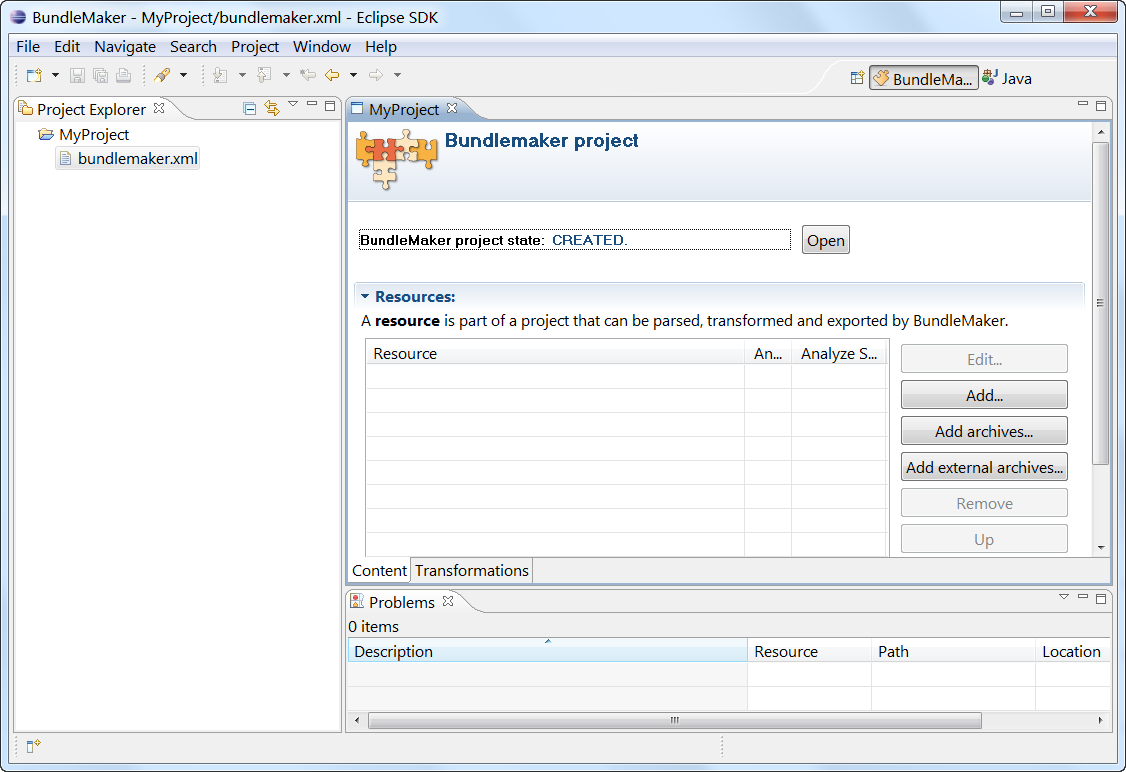 BundleMaker - MyProject/bundlemaker.xml - Eclipse SDK
File Edit Navigate Search Project Window Help
BundleMa... Java
Project Explorer
MyProject
bundlemaker.xml
MyProject
Bundlemaker project
BundleMaker project state: CREATED.
Open
Resources:
A resource is part of a project that can be parsed, transformed and exported by BundleMaker.
Resource An... Analyze S...
Edit...
Add...
Add archives...
Add external archives...
Remove
Up
Content Transformations
Problems
0 items
Description Resource Path Location